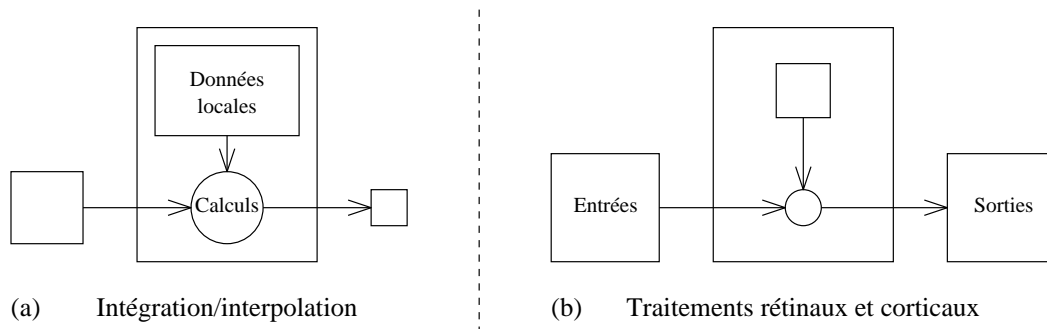 Données
locales
Calculs
Entrées
Sorties
(a) Intégration/interpolation
(b) Traitements rétinaux et corticaux